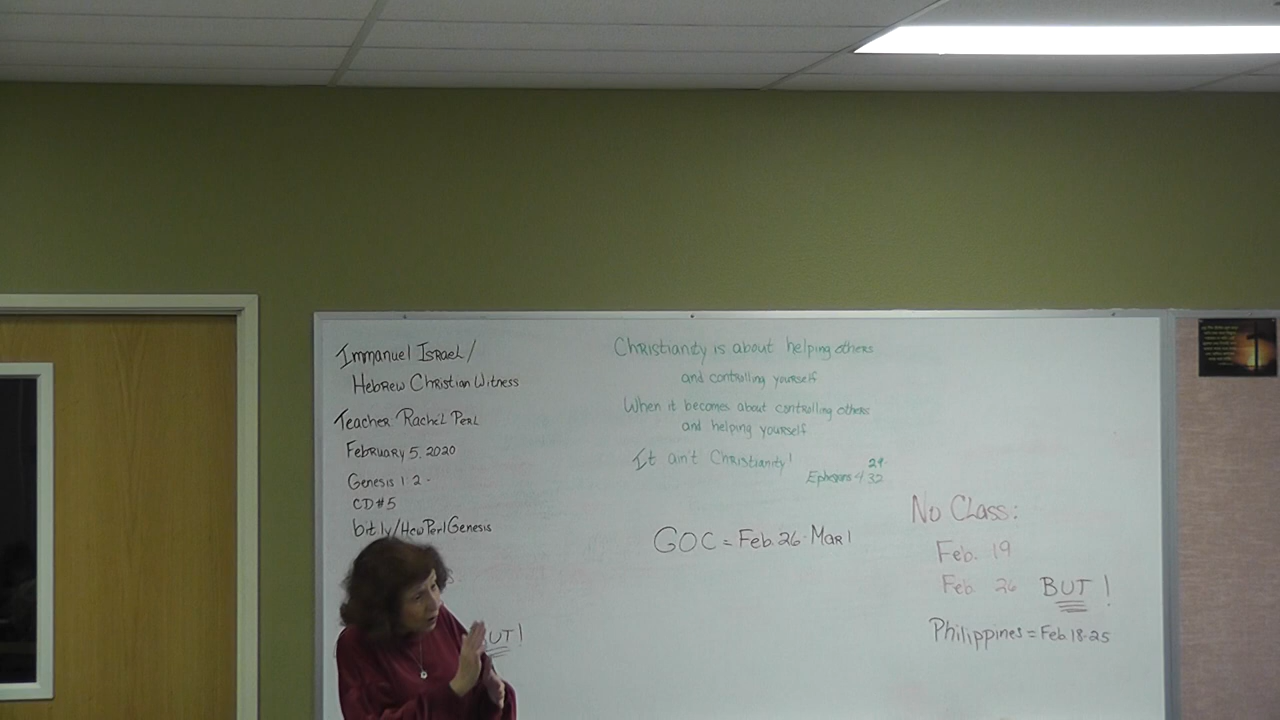 Immanuel Israel/
Hebrew Christian Witness
Teacher: Rachel Perl
February 5, 2020
Genesis 1:2-
CD#5
bit.ly/HcwPerlGenesis
UT!
Christianity is about helping others
and controlling yourself
When it becomes about controlling others
and helping yourself
It ain't Christianity!
29-
Ephesians 4 32
GOC = Feb. 26-Mar 1
No Class:
Feb. 19
Feb. 26 BUT!
Philippines = Feb 18-25